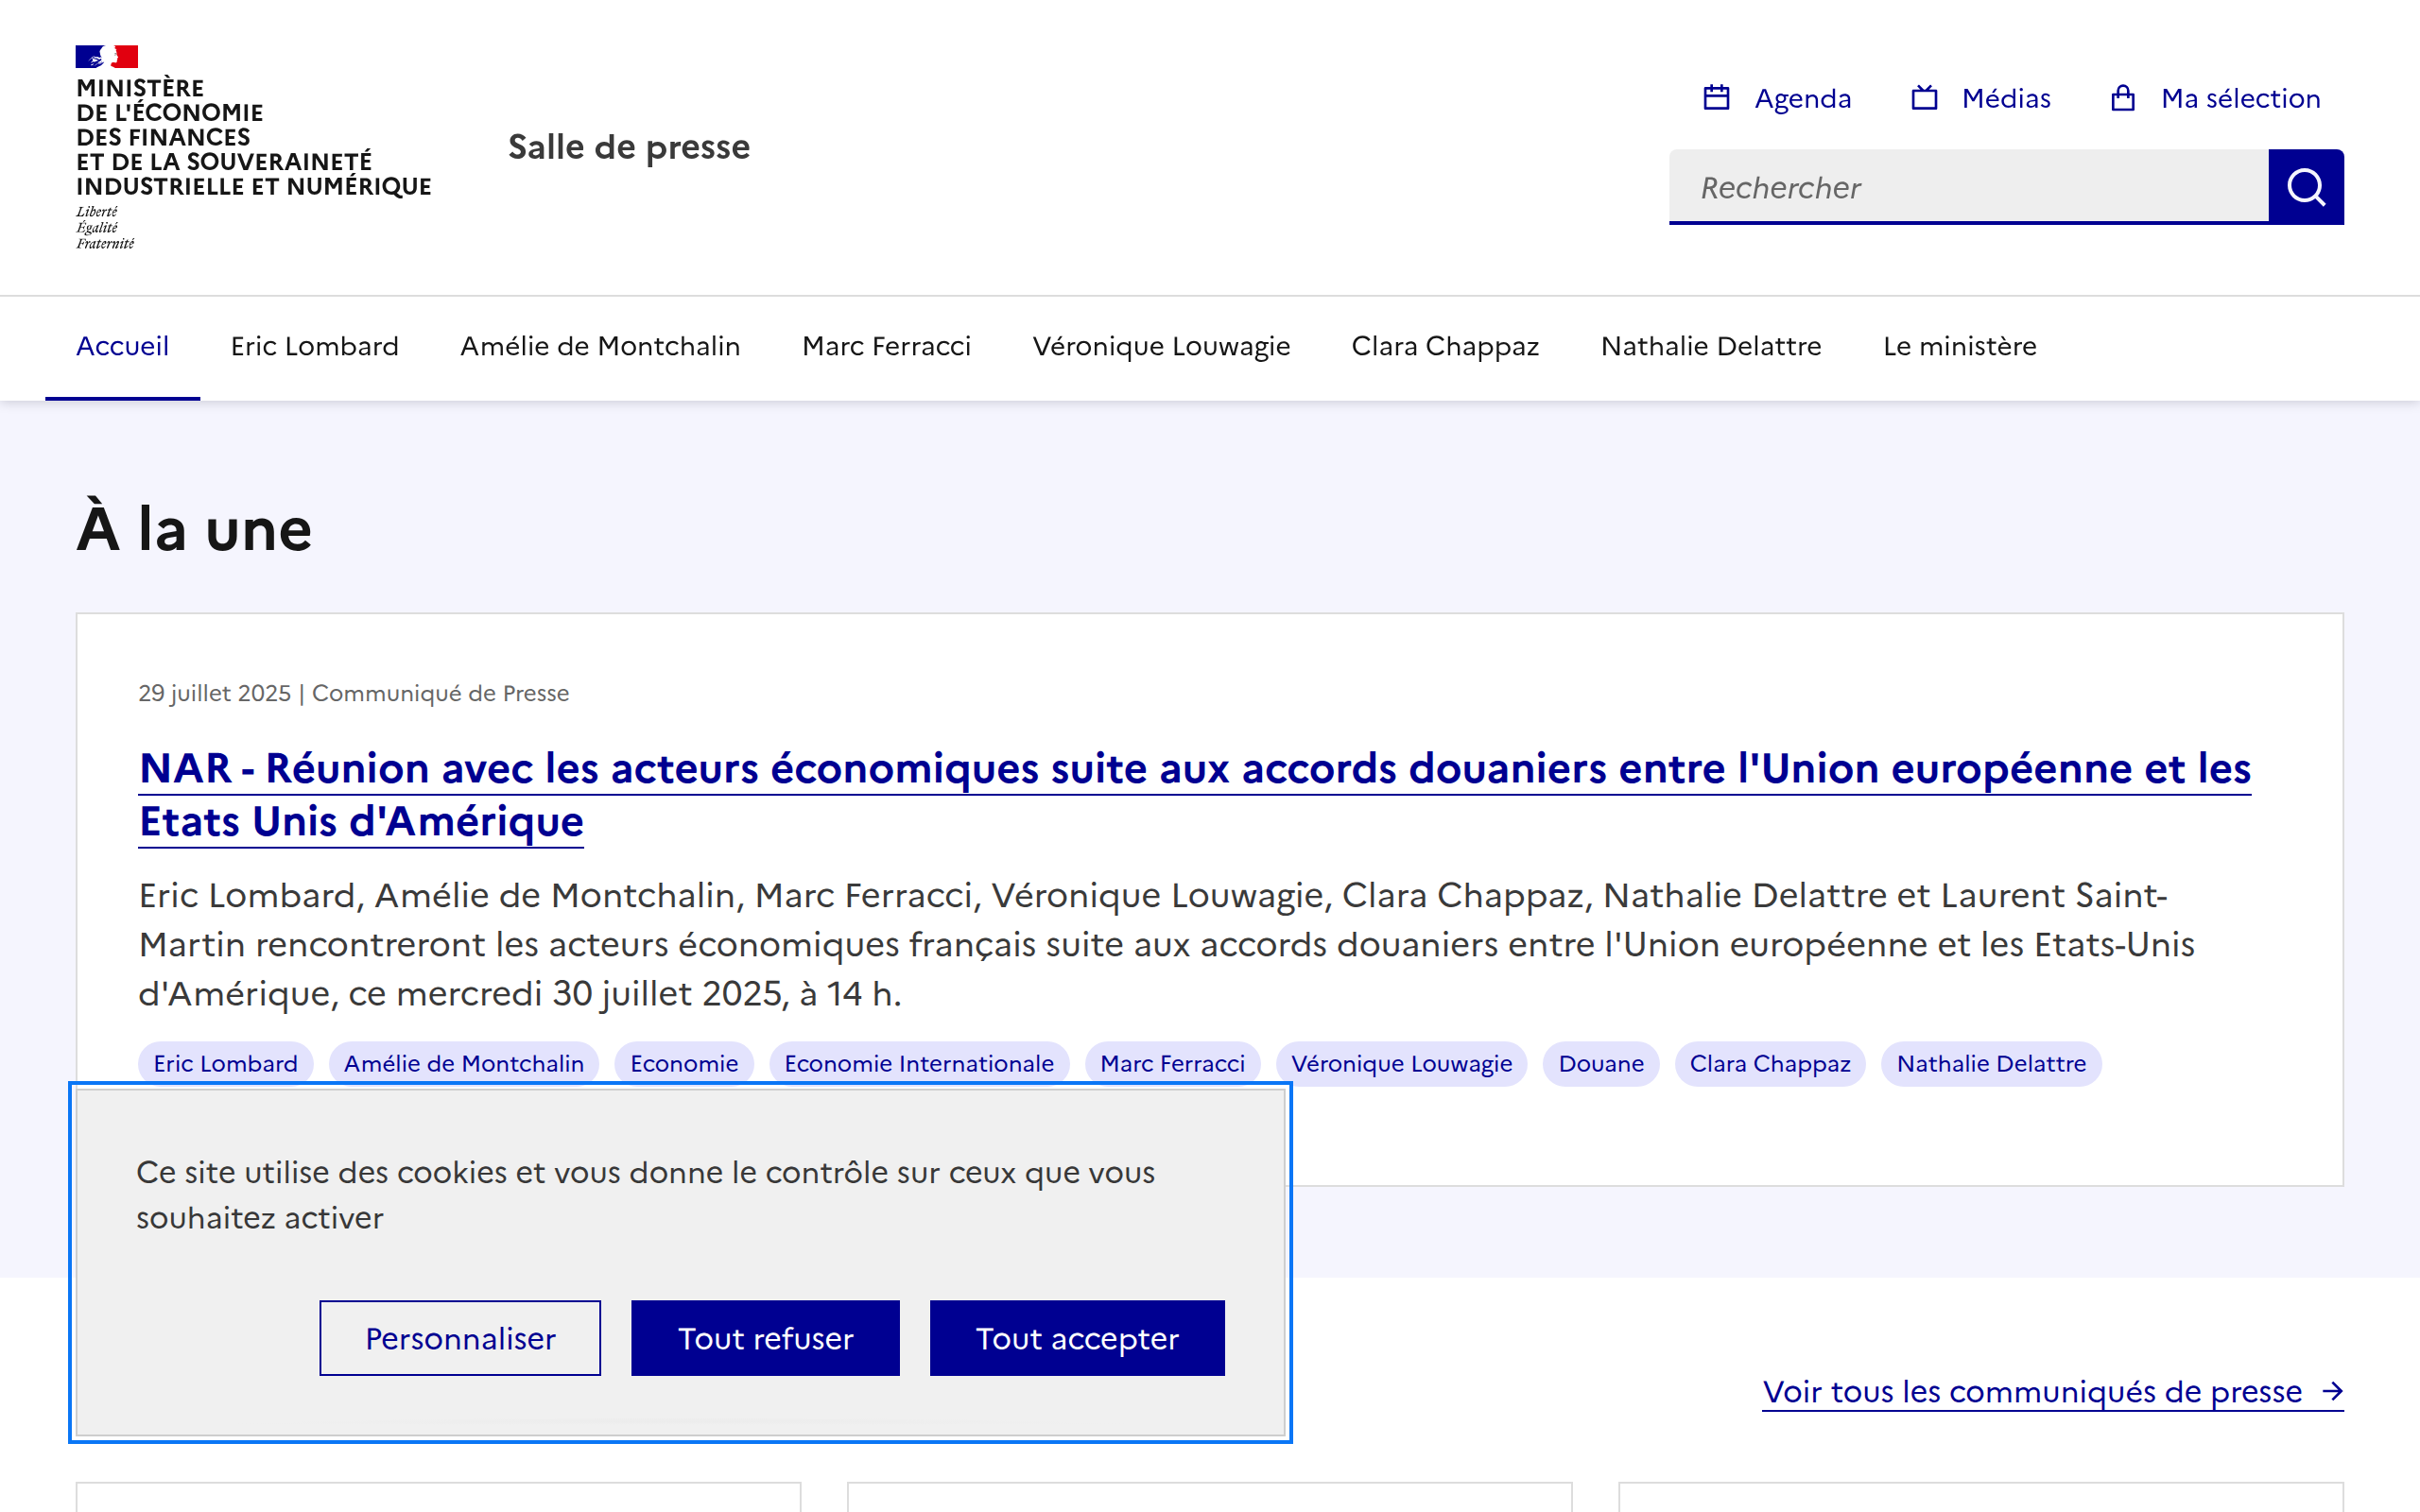 MINISTÈRE
DE L'ÉCONOMIE
DES FINANCES
ET DE LA SOUVERAINETÉ
INDUSTRIELLE ET NUMÉRIQUE
Liberté
Égalité
Fraternité
Salle de presse
Agenda
Médias
Ma sélection
Rechercher
Accueil
Eric Lombard
Amélie de Montchalin
Marc Ferracci
Véronique Louwagie
Clara Chappaz
Nathalie Delattre
Le ministère
À la une
29 juillet 2025 | Communiqué de Presse
NAR - Réunion avec les acteurs économiques suite aux accords douaniers entre l'Union européenne et les
Etats Unis d'Amérique
Eric Lombard, Amélie de Montchalin, Marc Ferracci, Véronique Louwagie, Clara Chappaz, Nathalie Delattre et Laurent Saint-
Martin rencontreront les acteurs économiques français suite aux accords douaniers entre l'Union européenne et les Etats-Unis
d'Amérique, ce mercredi 30 juillet 2025, à 14 h.
Eric Lombard
Amélie de Montchalin
Economie
Economie Internationale
Marc Ferracci
Véronique Louwagie
Douane
Clara Chappaz
Nathalie Delattre
Ce site utilise des cookies et vous donne le contrôle sur ceux que vous
souhaitez activer
Personnaliser
Tout refuser
Tout accepter
Voir tous les communiqués de presse